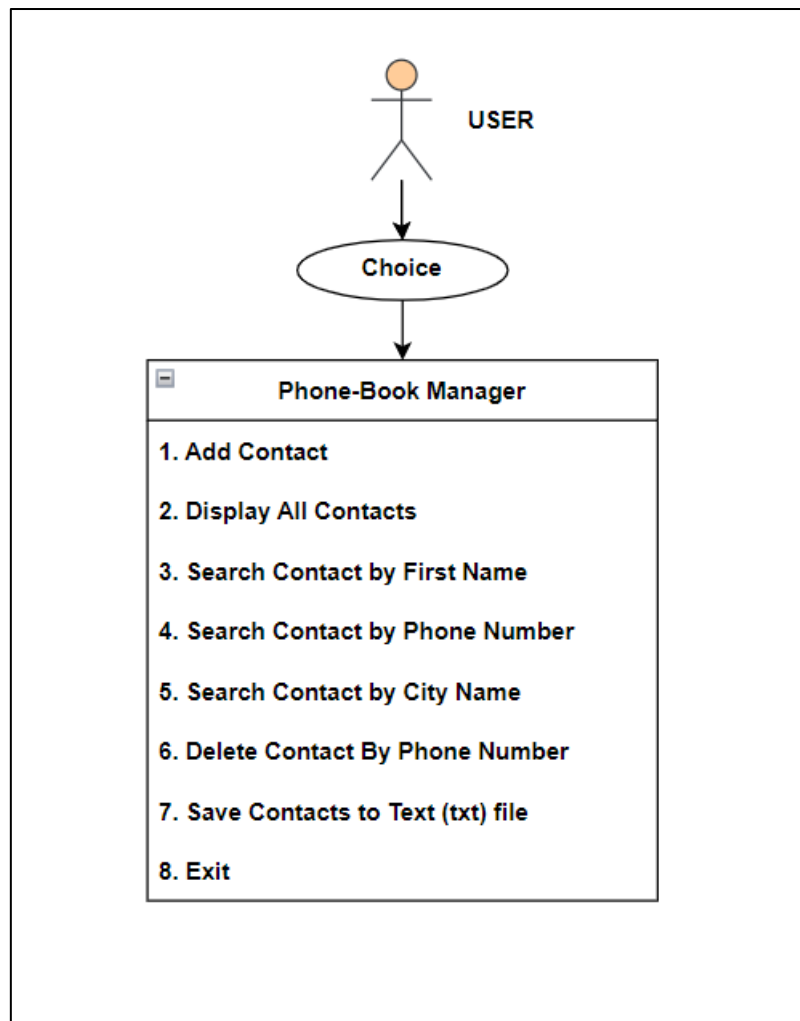 USER
Choice
Phone-Book Manager
1. Add Contact
2. Display All Contacts
3. Search Contact by First Name
4. Search Contact by Phone Number
5. Search Contact by City Name
6. Delete Contact By Phone Number
7. Save Contacts to Text (txt) file
8. Exit